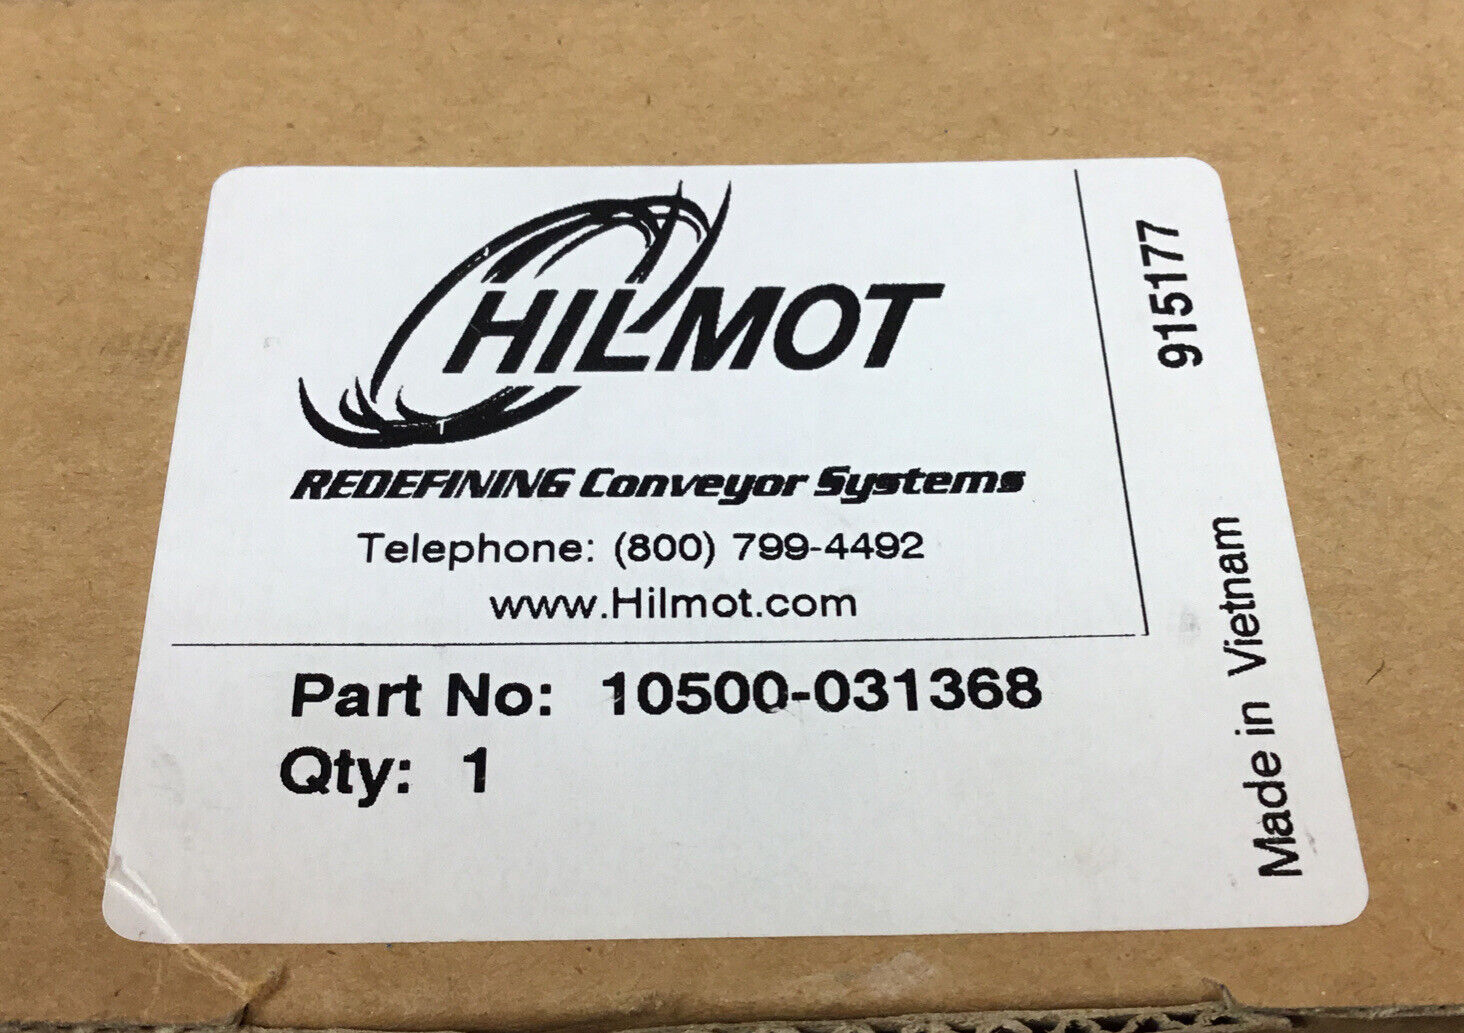 HILMOT
REDEFINING Conveyor Systems
Telephone: (800) 799-4492
www.Hilmot.com
Part No: 10500-031368
Qty: 1
915177
Made in Vietnam